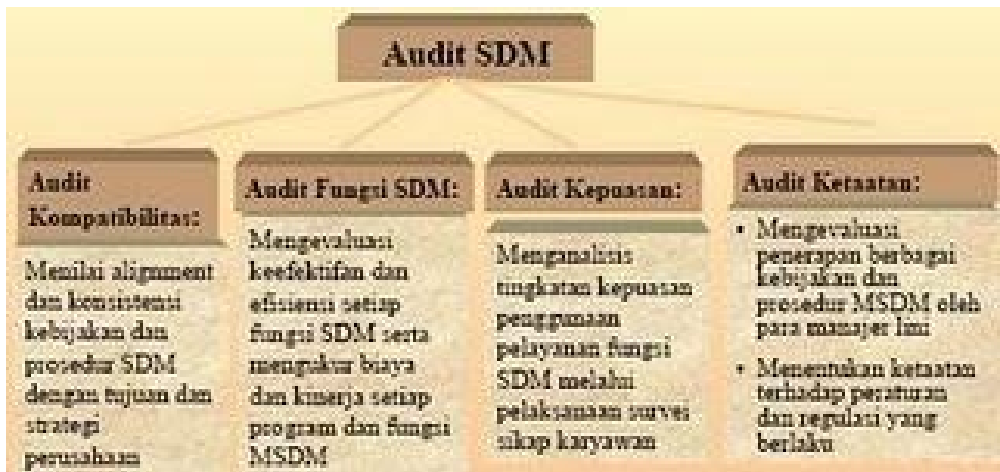 Audit SDM
Audit
Kompatibilitas:
Menilai alignment
dan konsistensi
kebijakan dan
prosedur SDM
dengan tujuan dan
strategi
perusahaan
Audit Fungsi SDM:
Mengevaluasi
keefektifan dan
efisiensi setiap
fungsi SDM serta
mengukur biaya
dan kinerja setiap
program dan fungsi
MSDM
Audit Kepuasan:
Menganalisis
tingkatan kepuasan
penggunaan
pelayanan fungsi
SDM melalui
pelaksanaan survei
sikap karyawan
Audit Ketaatan:
• Mengevaluasi
penerapan berbagai
kebijakan dan
prosedur MSDM oleh
para manajer lini
• Menentukan ketaatan
terhadap peraturan
dan regulasi yang
berlaku